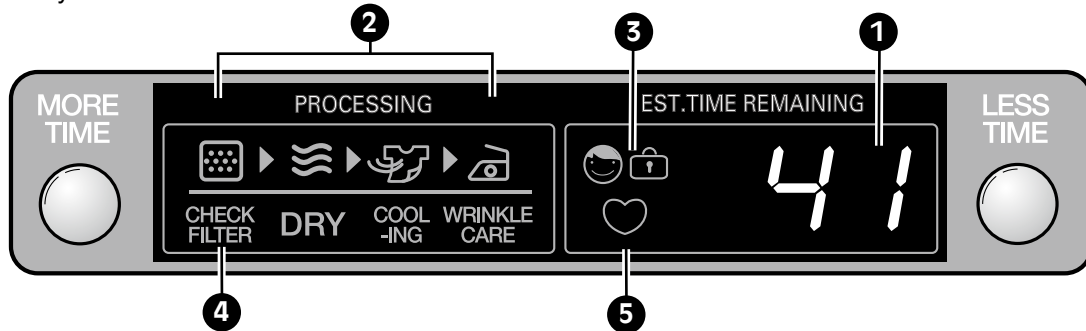 2
3
1
MORE
TIME
PROCESSING
EST.TIME REMAINING
LESS
TIME
41
CHECK
FILTER
DRY
COOL
-ING
WRINKLE
CARE
4
5